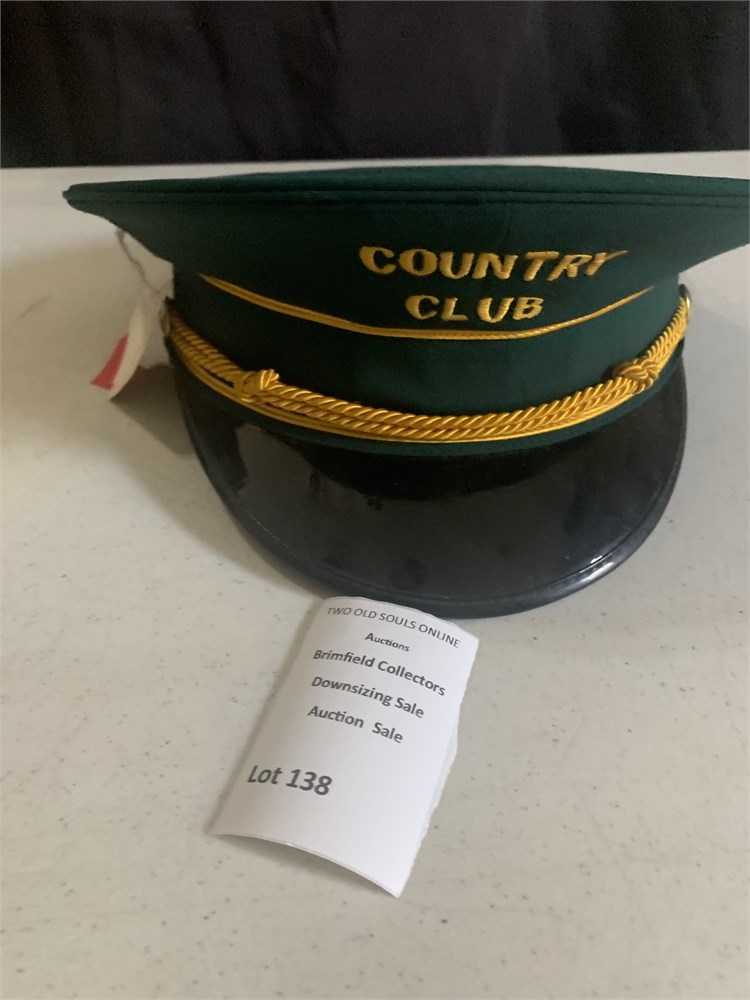 COUNTRY
CLUB
TWO OLD SOULS ONLINE
Auctions
Brimfield Collectors
Downsizing Sale
Auction Sale
Lot 138